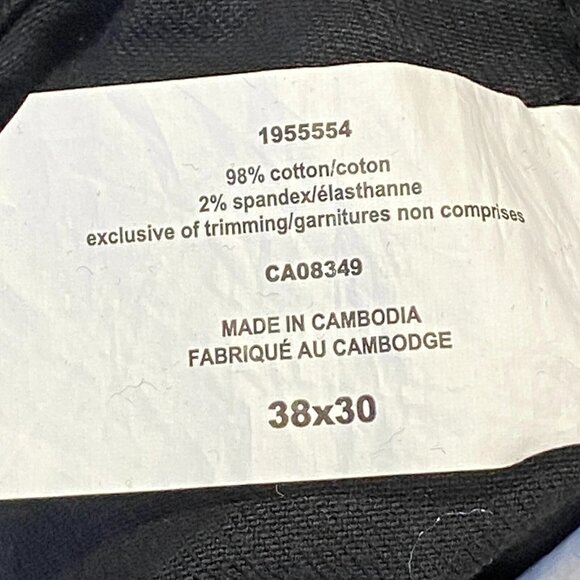 1955554
98% cotton/coton
2% spandex/élasthanne
exclusive of trimming/garnitures non comprises
CA08349
MADE IN CAMBODIA
FABRIQUÉ AU CAMBODGE
38x30